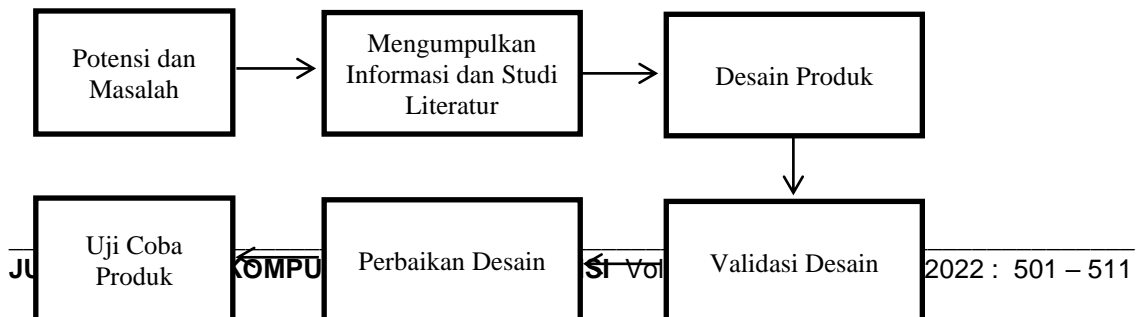 Potensi dan
Masalah
Mengumpulkan
Informasi dan Studi
Literatur
Desain Produk
Uji Coba
Produk
Perbaikan Desain
Validasi Desain
2022 : 501 – 511